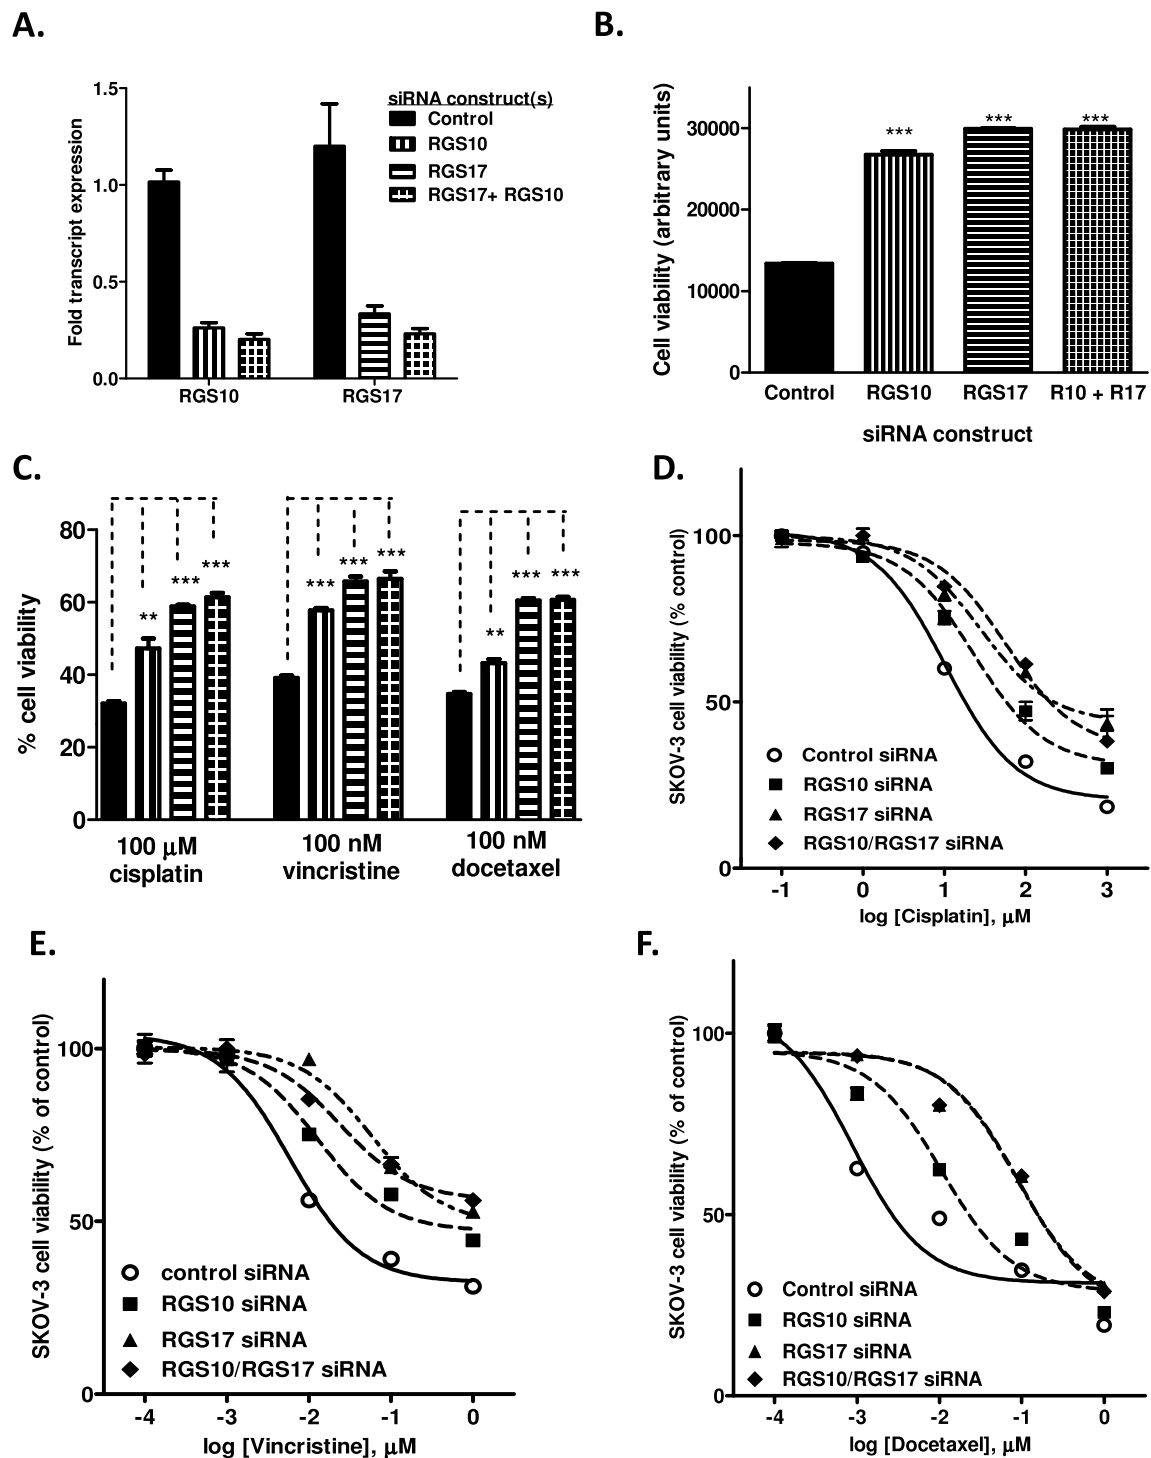 A.
1.5
1.0
0.5
0.0
Fold transcript expression
siRNA construct(s)
Control
RGS10
RGS17
RGS17+ RGS10
RGS10
RGS17
B.
30000
20000
10000
0
Cell viability (arbitrary units)
***
***
***
Control
RGS10
RGS17
R10 + R17
siRNA construct
C.
80
60
40
20
0
% cell viability
**
***
***
***
***
***
**
***
***
100 µM
cisplatin
100 nM
vincristine
100 nM
docetaxel
D.
100
50
0
SKOV-3 cell viability (% control)
Control siRNA
RGS10 siRNA
RGS17 siRNA
RGS10/RGS17 siRNA
-1
0
1
2
3
log [Cisplatin], µM
E.
100
50
0
SKOV-3 cell viability (% of control)
control siRNA
RGS10 siRNA
RGS17 siRNA
RGS10/RGS17 siRNA
-4
-3
-2
-1
0
log [Vincristine], µM
F.
100
50
0
SKOV-3 cell viability (% of control)
Control siRNA
RGS10 siRNA
RGS17 siRNA
RGS10/RGS17 siRNA
-4
-3
-2
-1
0
log [Docetaxel], µM